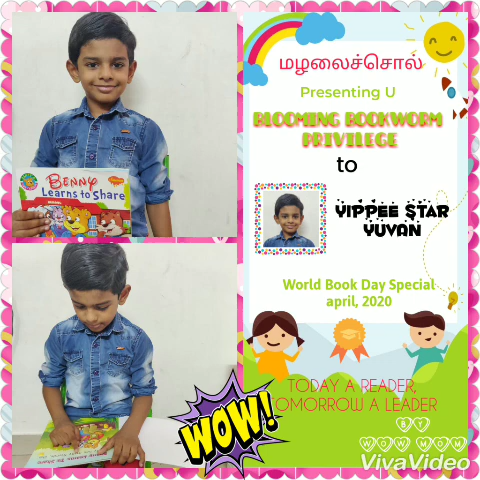 BENNY
Learns to Share
மழலைச்சொல்
Presenting U
BLOOMING BOOKWORM
PRIVILEGE
to
YIPPEE STAR
YUVAN
World Book Day Special
april, 2020
WOW!
TODAY A READER,
TOMORROW A LEADER
BY
WOW MOM
VivaVideo